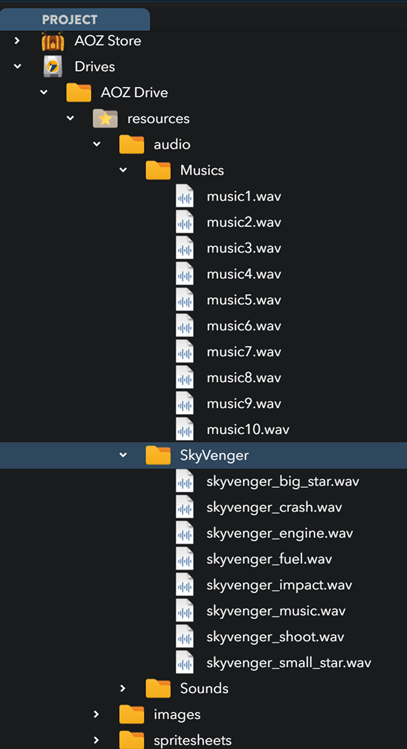 PROJECT
AOZ Store
Drives
AOZ Drive
resources
audio
Musics
music1.wav
music2.wav
music3.wav
music4.wav
music5.wav
music6.wav
music7.wav
music8.wav
music9.wav
music10.wav
SkyVenger
skyvenger_big_star.wav
skyvenger_crash.wav
skyvenger_engine.wav
skyvenger_fuel.wav
skyvenger_impact.wav
skyvenger_music.wav
skyvenger_shoot.wav
skyvenger_small_star.wav
Sounds
images
spritesheets